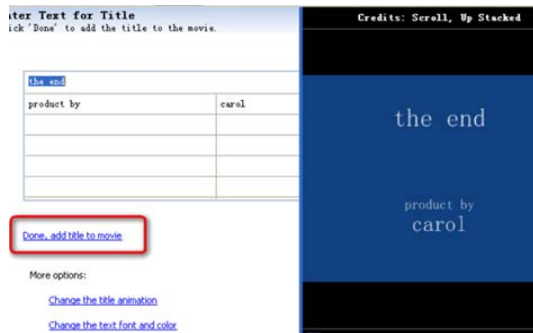 nter Text for Title
ick 'Done' to add the title to the movie.
the end
product by carol
Done, add title to movie
More options:
Change the title animation
Change the text font and color
Credits: Scroll, Up Stacked
the end
product by
carol